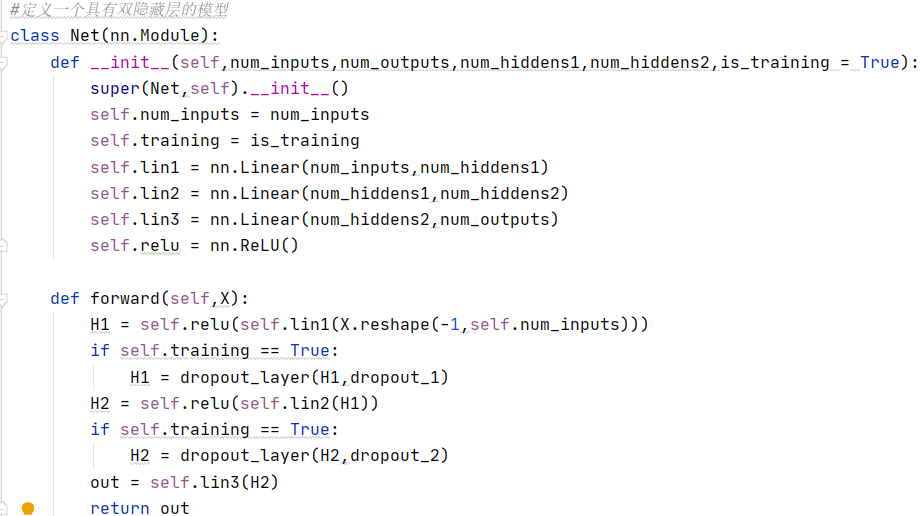 #定义一个具有双隐藏层的模型
class Net(nn.Module):
    def __init__(self,num_inputs,num_outputs,num_hiddens1,num_hiddens2,is_training = True):
        super(Net,self).__init__()
        self.num_inputs = num_inputs
        self.training = is_training
        self.lin1 = nn.Linear(num_inputs,num_hiddens1)
        self.lin2 = nn.Linear(num_hiddens1,num_hiddens2)
        self.lin3 = nn.Linear(num_hiddens2,num_outputs)
        self.relu = nn.ReLU()
    def forward(self,X):
        H1 = self.relu(self.lin1(X.reshape(-1,self.num_inputs)))
        if self.training == True:
            H1 = dropout_layer(H1,dropout_1)
        H2 = self.relu(self.lin2(H1))
        if self.training == True:
            H2 = dropout_layer(H2,dropout_2)
        out = self.lin3(H2)
        return out